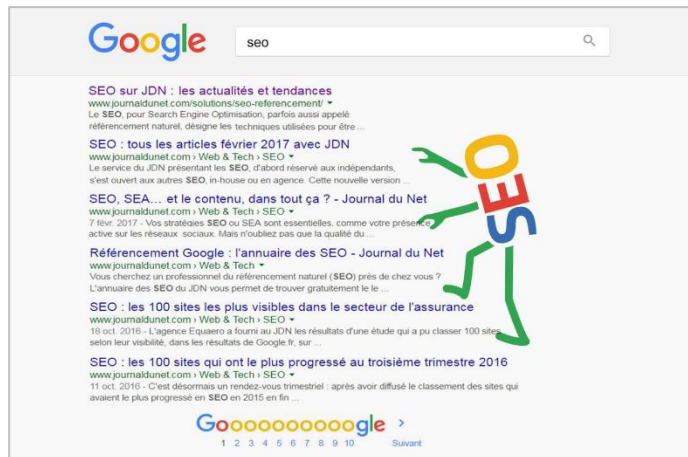 Google
seo
SEO sur JDN : les actualités et tendances
www.journaldunet.com/solutions/seo-referencement/
Le SEO, pour Search Engine Optimisation, parfois aussi appelé
référencement naturel, désigne les techniques utilisées pour être ...
SEO : tous les articles février 2017 avec JDN
www.journaldunet.com › Web & Tech › SEO
Le service du JDN présentant les SEO, d'abord réservé aux indépendants,
s'est ouvert aux autres SEO, in-house ou en agence. Cette nouvelle version ...
SEO, SEA… et le contenu, dans tout ça ? - Journal du Net
www.journaldunet.com › Web & Tech › SEO
7 févr. 2017 - Vos stratégies SEO ou SEA sont essentielles, comme votre présence
active sur les réseaux sociaux. Mais n'oubliez pas que la qualité du ...
Référencement Google : l'annuaire des SEO - Journal du Net
www.journaldunet.com › Web & Tech
Vous cherchez un professionnel du référencement naturel (SEO) près de chez vous ?
L'annuaire des SEO du JDN vous permet de trouver gratuitement le le ...
SEO : les 100 sites les plus visibles dans le secteur de l'assurance
www.journaldunet.com › Web & Tech › SEO
18 oct. 2016 - L'agence Equaero a fourni au JDN les résultats d'une étude qui a pu classer 100 sites
selon leur visibilité, dans les résultats de Google.fr, sur ...
SEO : les 100 sites qui ont le plus progressé au troisième trimestre 2016
www.journaldunet.com › Web & Tech › SEO
11 oct. 2016 - C'est désormais un rendez-vous trimestriel : après avoir diffusé le classement des sites qui
avaient le plus progressé en SEO en 2015 en fin ...
SEO
Goooooooooogle >
1 2 3 4 5 6 7 8 9 10 Suivant